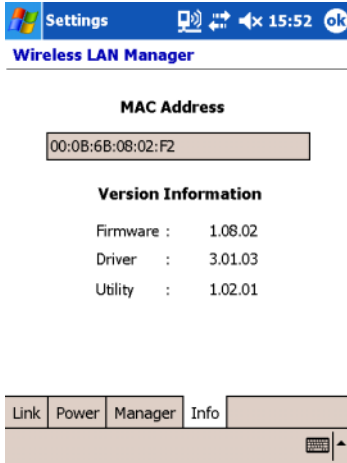 Settings 15:52 ok
Wireless LAN Manager
MAC Address
00:0B:6B:08:02:F2
Version Information
Firmware : 1.08.02
Driver : 3.01.03
Utility : 1.02.01
Link Power Manager Info